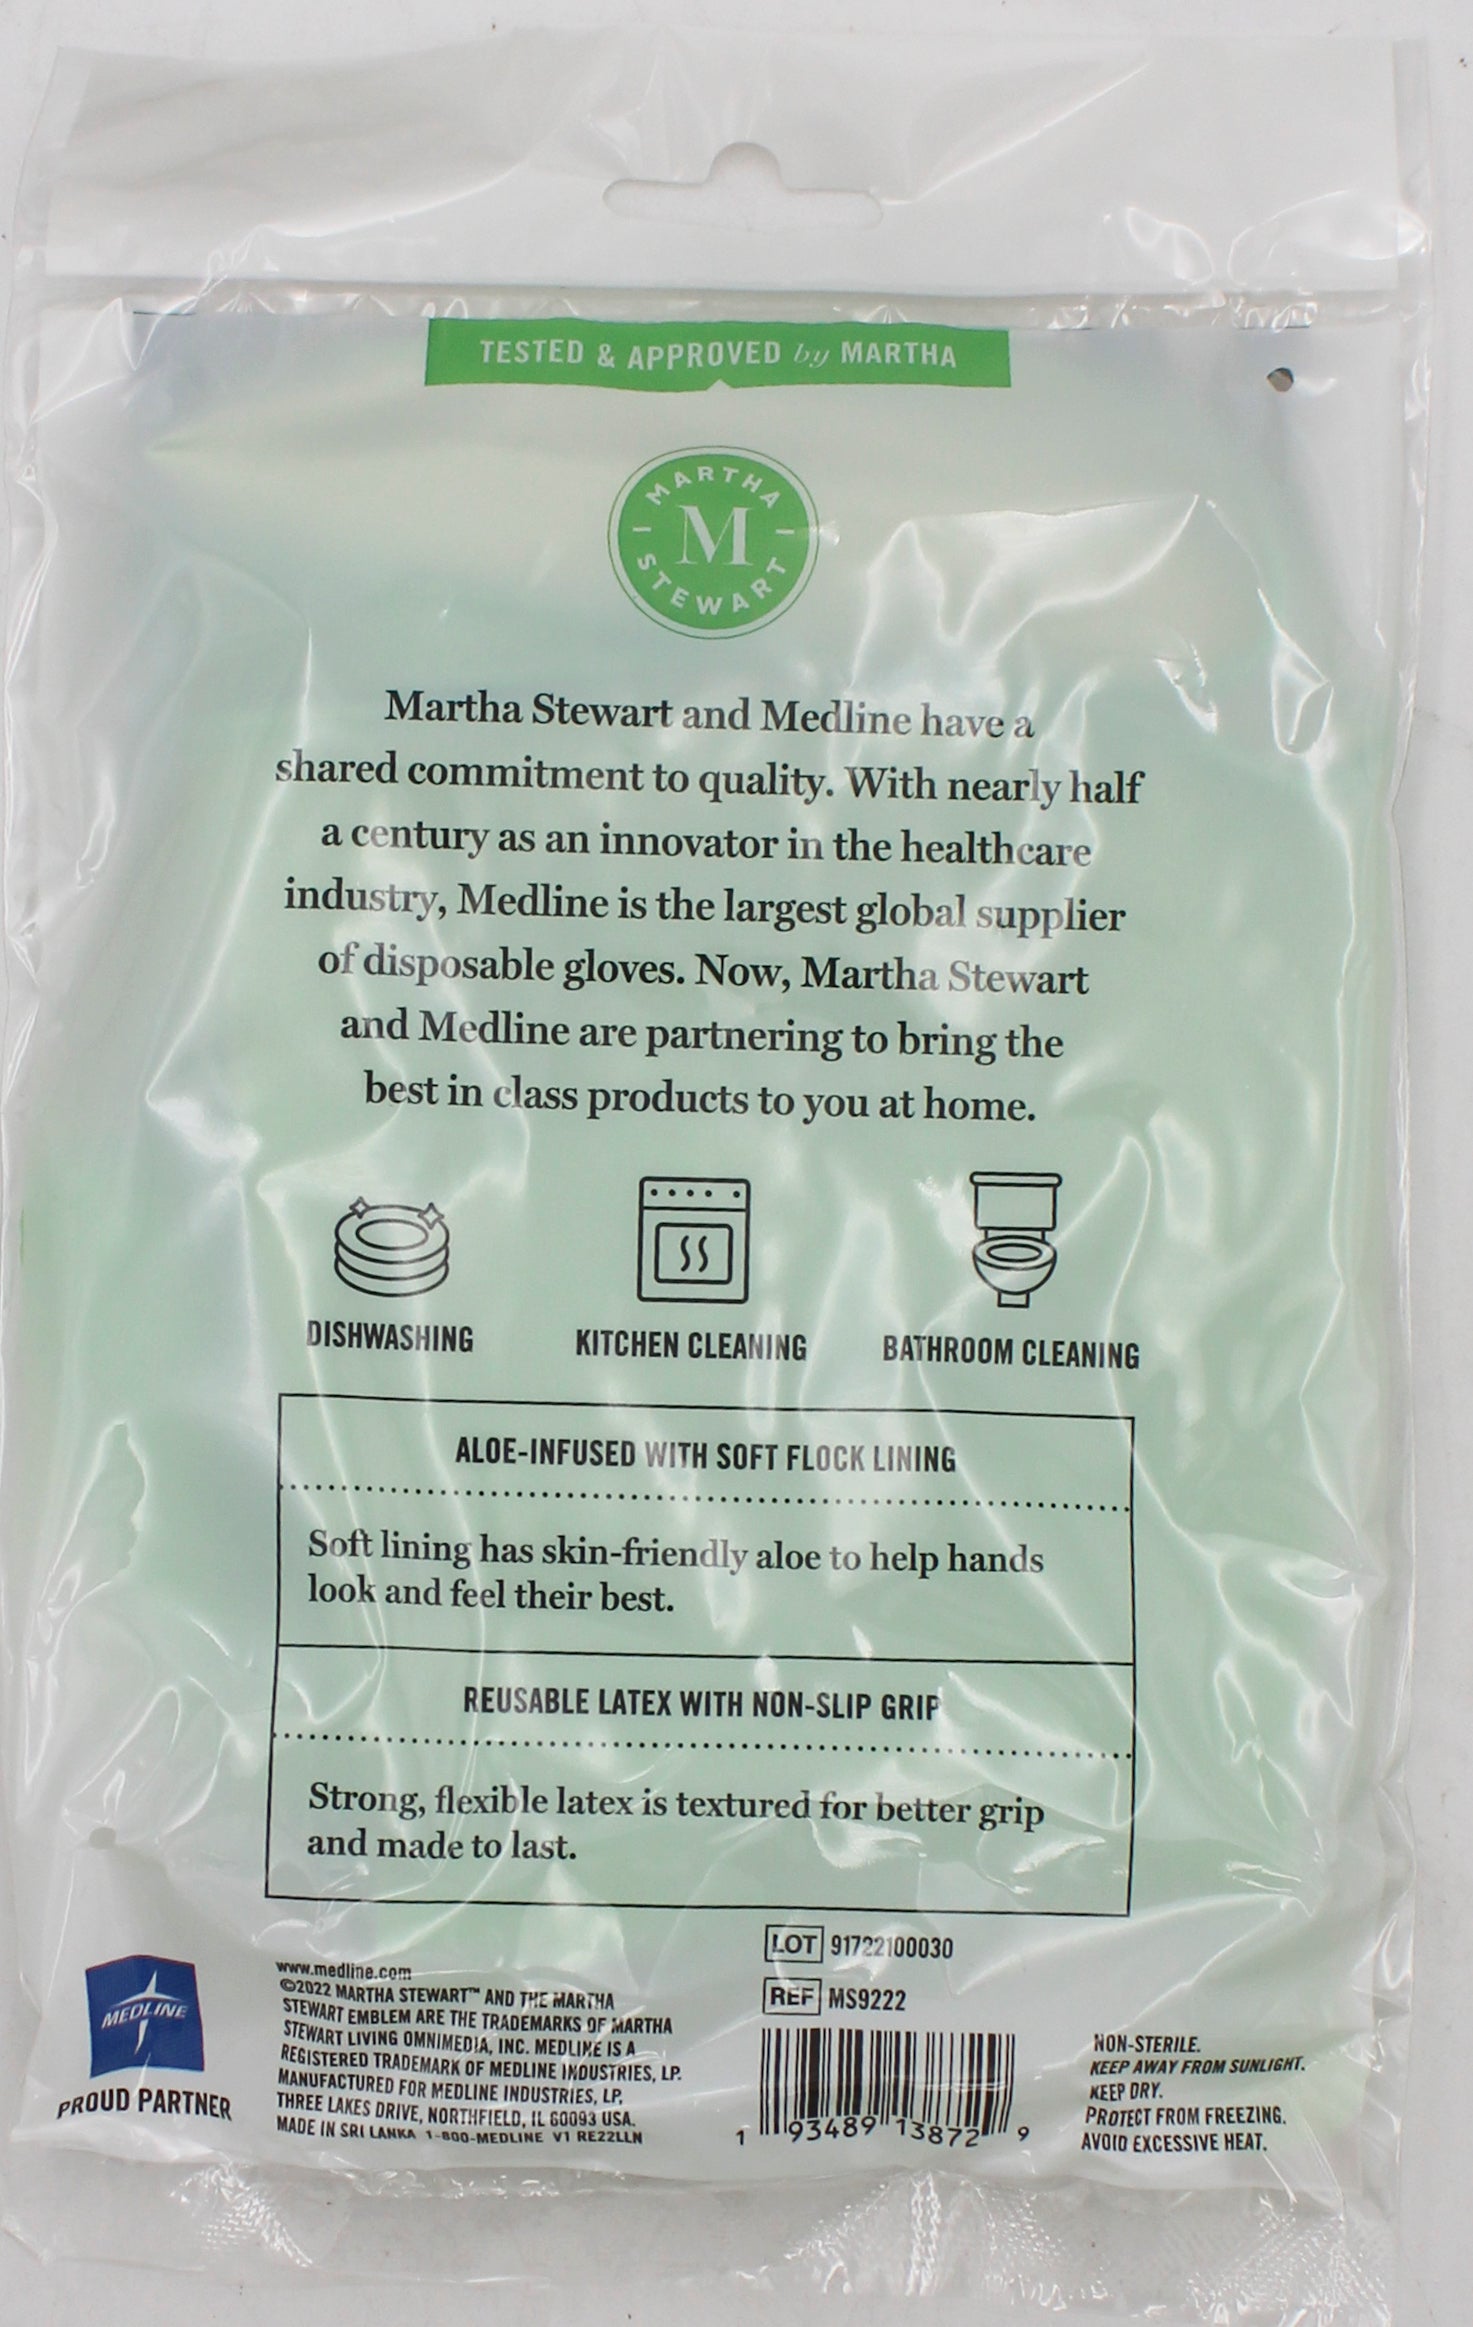 TESTED & APPROVED by MARTHA
MARTHA
M
STEWART
Martha Stewart and Medline have a
shared commitment to quality. With nearly half
a century as an innovator in the healthcare
industry, Medline is the largest global supplier
of disposable gloves. Now, Martha Stewart
and Medline are partnering to bring the
best in class products to you at home.
DISHWASHING
KITCHEN CLEANING
BATHROOM CLEANING
ALOE-INFUSED WITH SOFT FLOCK LINING
Soft lining has skin-friendly aloe to help hands
look and feel their best.
REUSABLE LATEX WITH NON-SLIP GRIP
Strong, flexible latex is textured for better grip
and made to last.
MEDLINE
PROUD PARTNER
www.medline.com
©2022 MARTHA STEWART™ AND THE MARTHA
STEWART EMBLEM ARE THE TRADEMARKS OF MARTHA
STEWART LIVING OMNIMEDIA, INC. MEDLINE IS A
REGISTERED TRADEMARK OF MEDLINE INDUSTRIES, LP.
MANUFACTURED FOR MEDLINE INDUSTRIES, LP,
THREE LAKES DRIVE, NORTHFIELD, IL 60093 USA.
MADE IN SRI LANKA 1-800-MEDLINE V1 RE22LLN
LOT 91722100030
REF MS9222
1 93489 13872 9
NON-STERILE.
KEEP AWAY FROM SUNLIGHT.
KEEP DRY.
PROTECT FROM FREEZING.
AVOID EXCESSIVE HEAT.